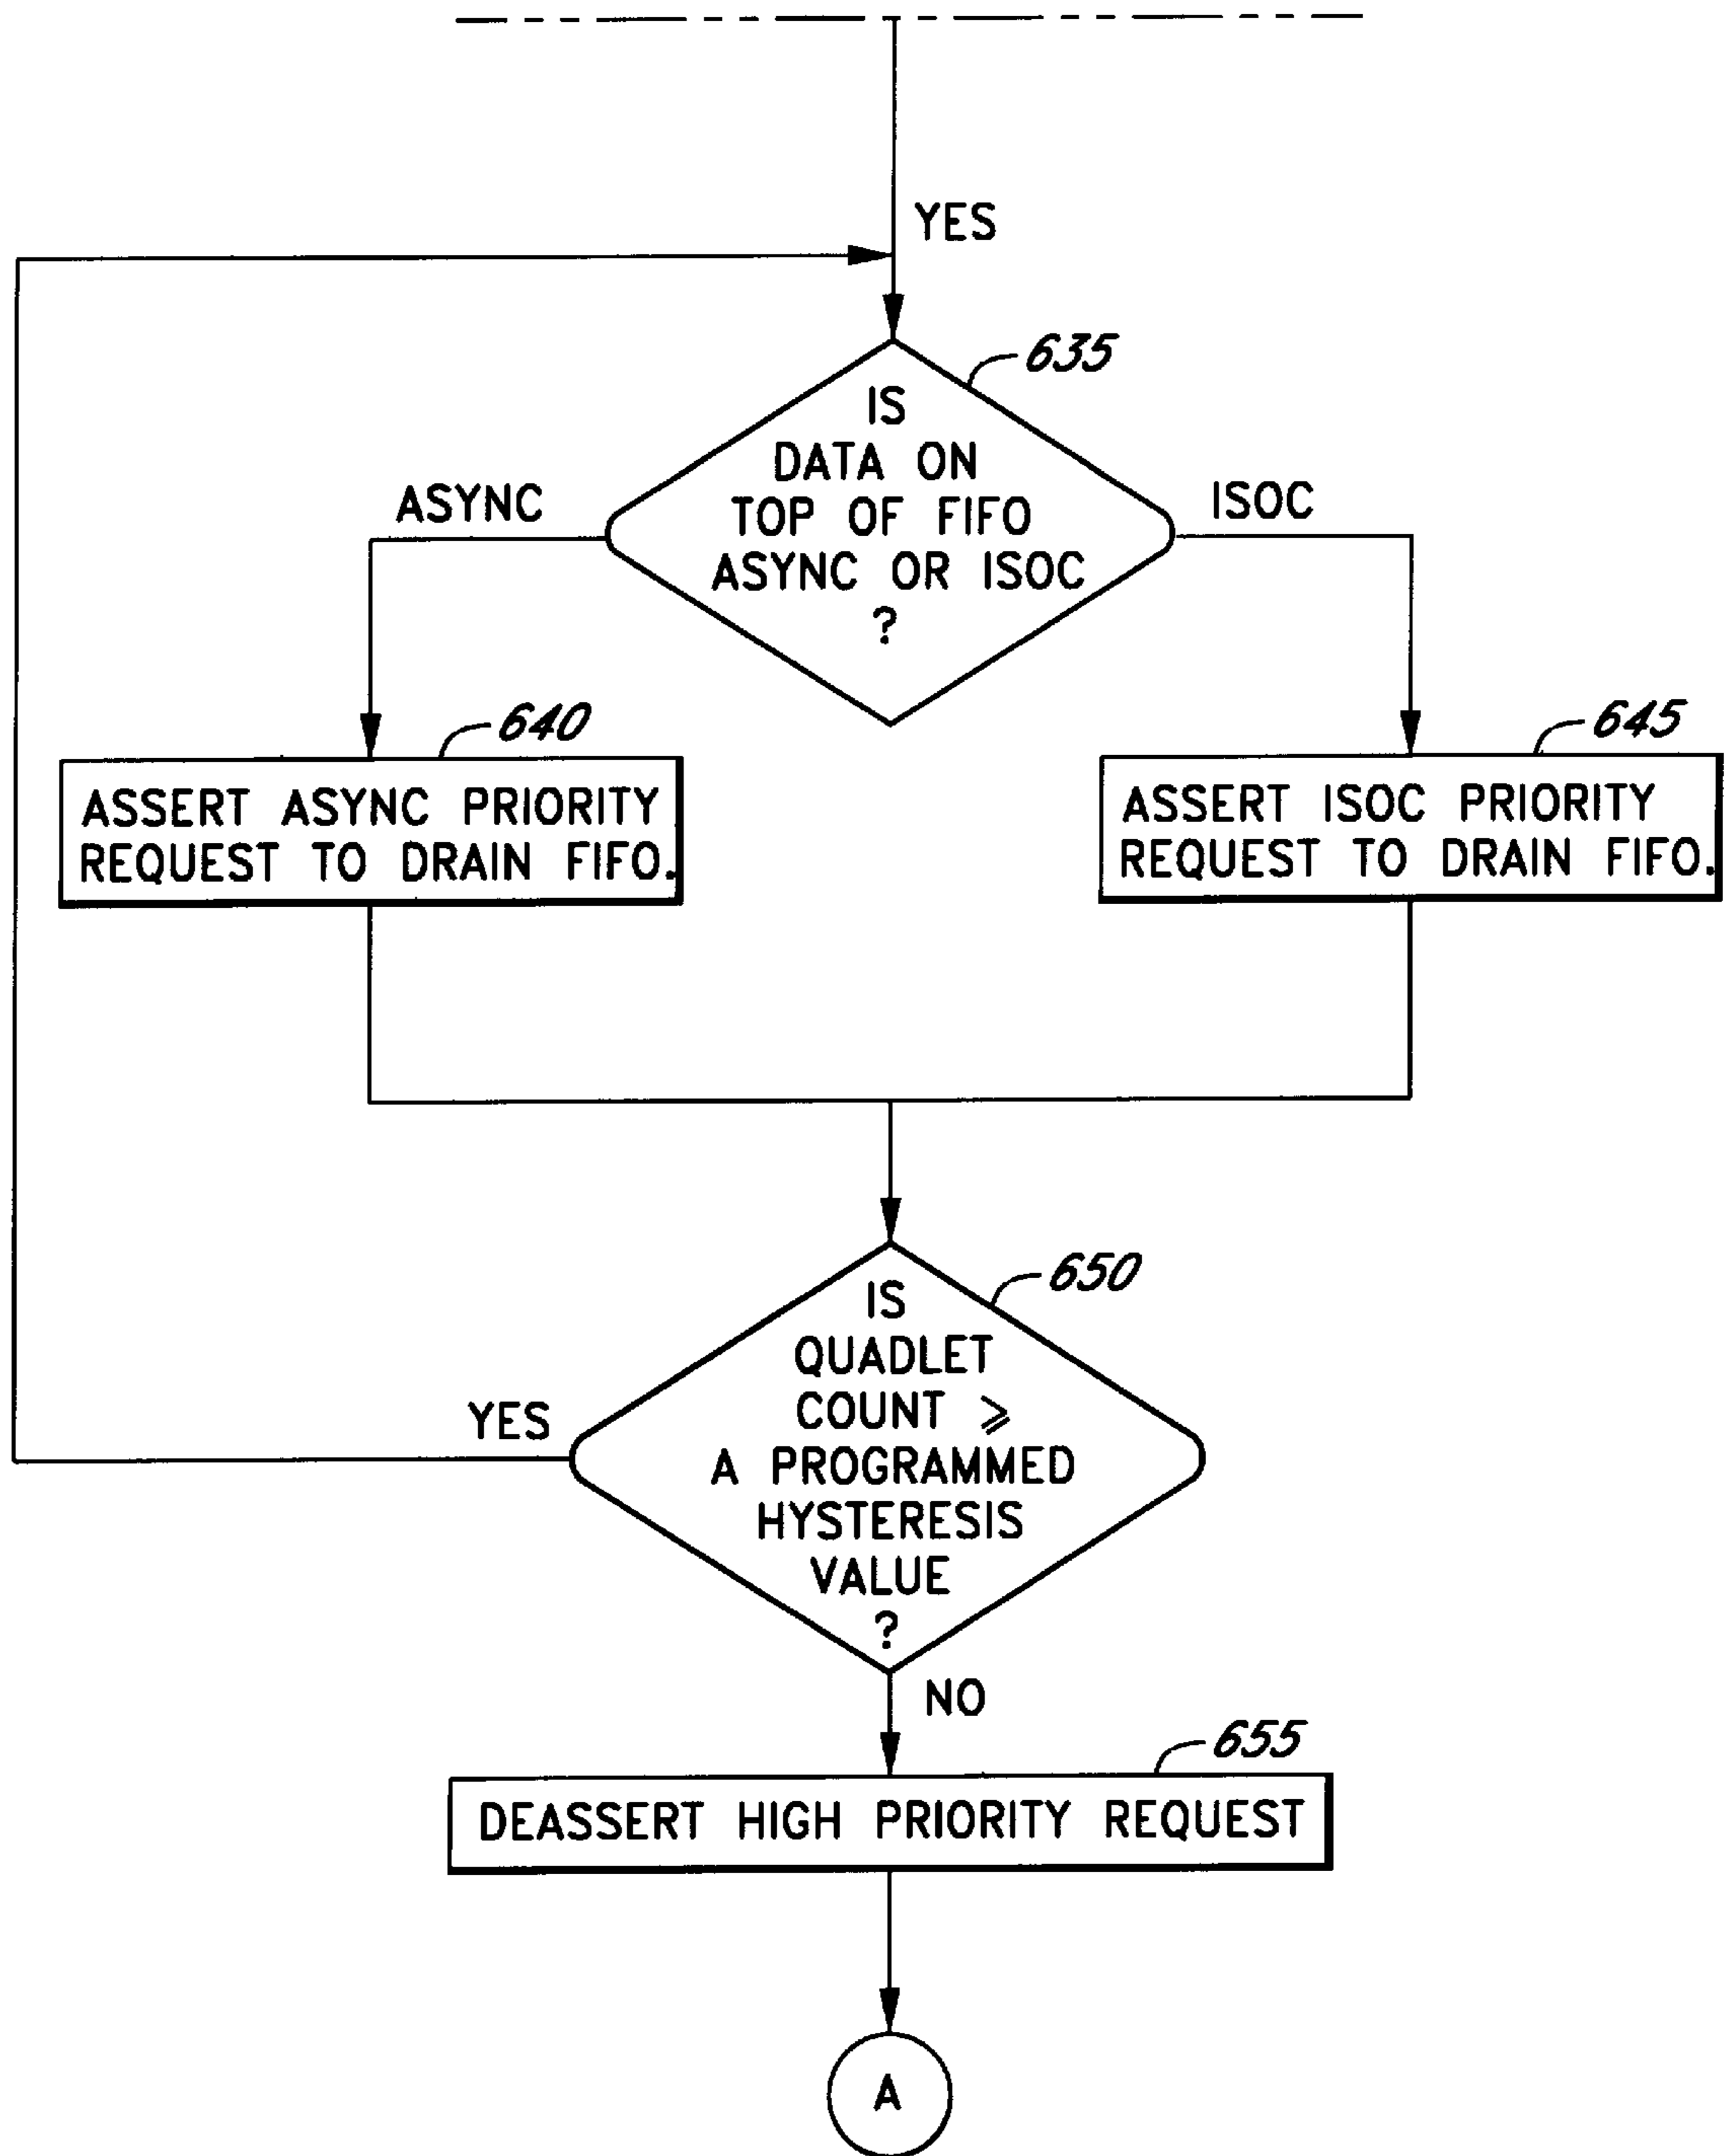 YES
635
IS
DATA ON
TOP OF FIFO
ASYNC OR ISOC
?
ASYNC
ISOC
640
ASSERT ASYNC PRIORITY
REQUEST TO DRAIN FIFO.
645
ASSERT ISOC PRIORITY
REQUEST TO DRAIN FIFO.
650
IS
QUADLET
COUNT ⩾
A PROGRAMMED
HYSTERESIS
VALUE
?
YES
NO
655
DEASSERT HIGH PRIORITY REQUEST
A